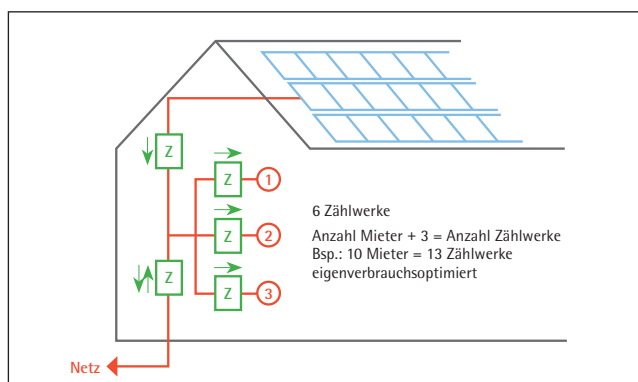 Z
Z
1
6 Zählwerke
Z
2
Anzahl Mieter + 3 = Anzahl Zählwerke
Bsp.: 10 Mieter = 13 Zählwerke
eigenverbrauchsoptimiert
Z
Z
3
Netz